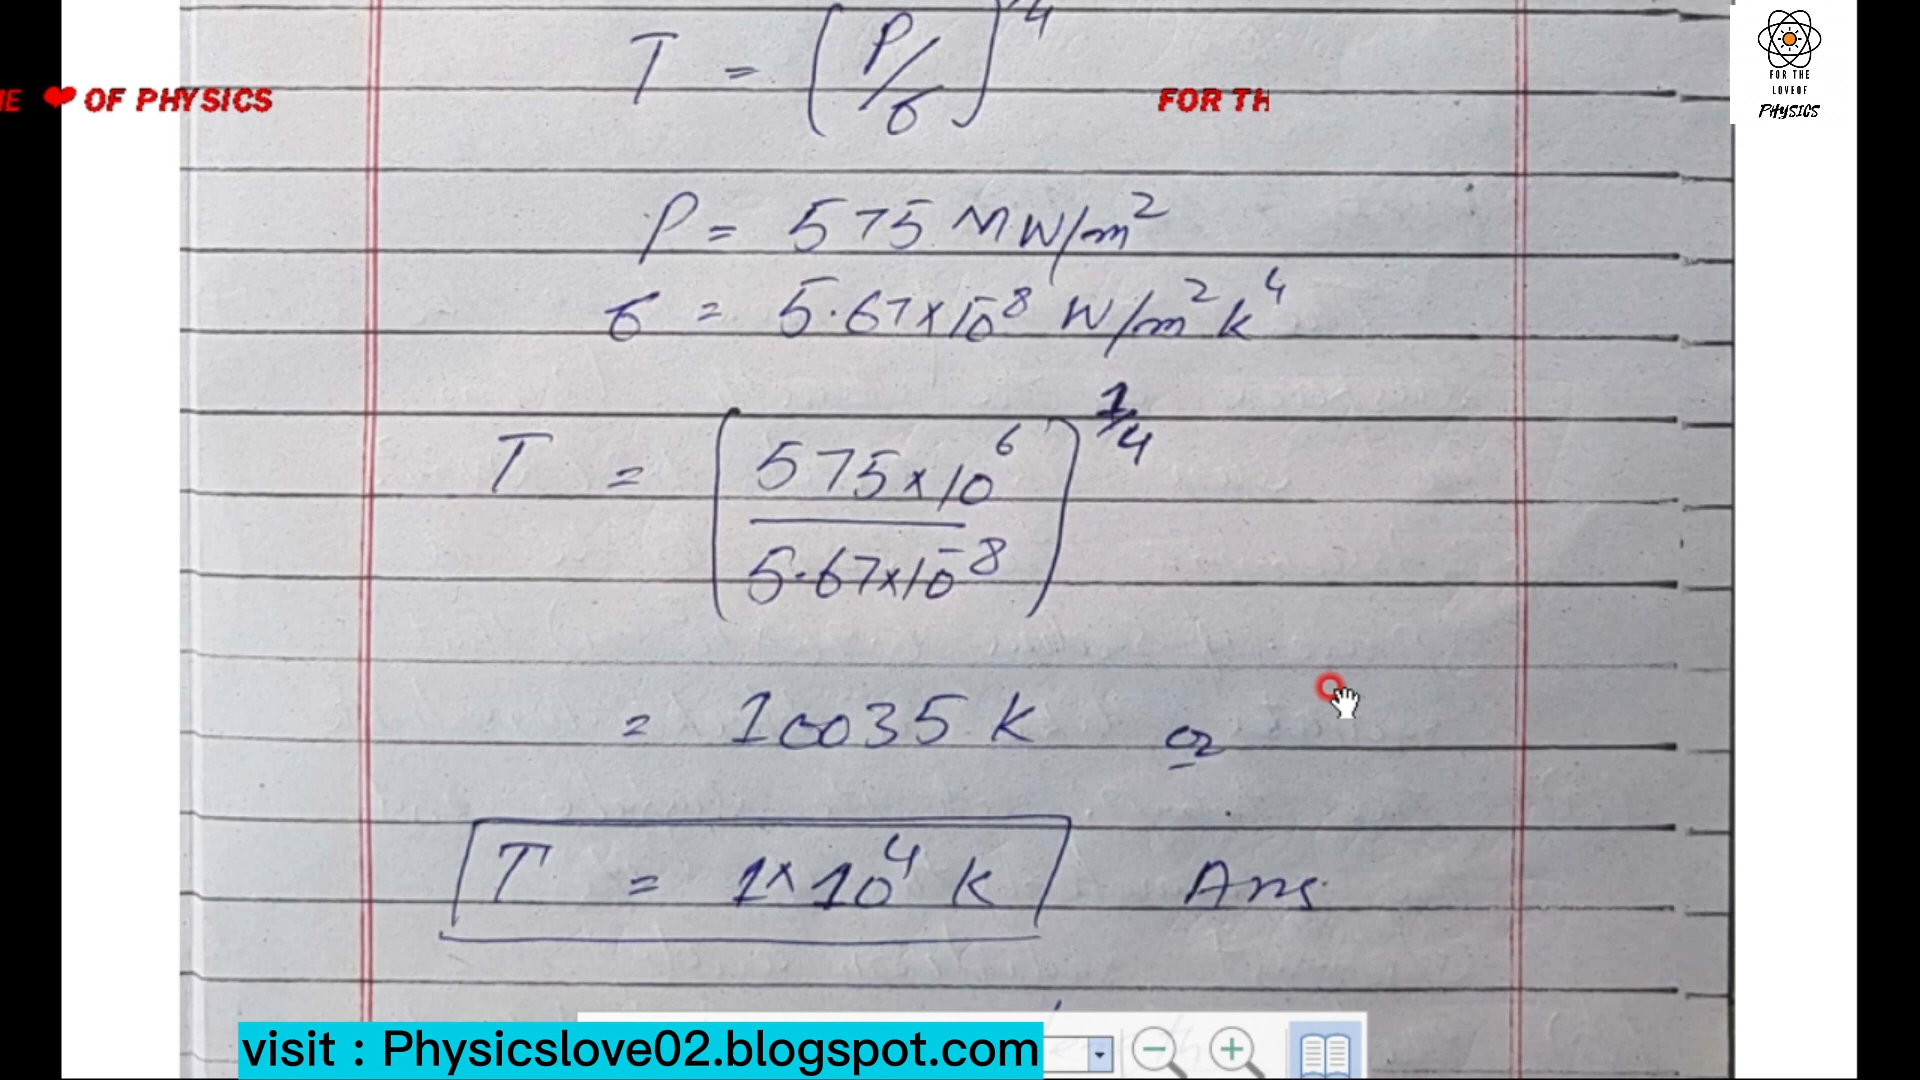 T = (P/σ)^1/4
E ❤ OF PHYSICS
FOR TH
FOR THE
LOVE OF
PHYSICS
P = 575 MW/m²
σ = 5.67×10⁻⁸ W/m²k⁴
T = (575×10⁶ / 5.67×10⁻⁸)^1/4
= 10035 k or
T = 1×10⁴ k Ans
visit : Physicslove02.blogspot.com